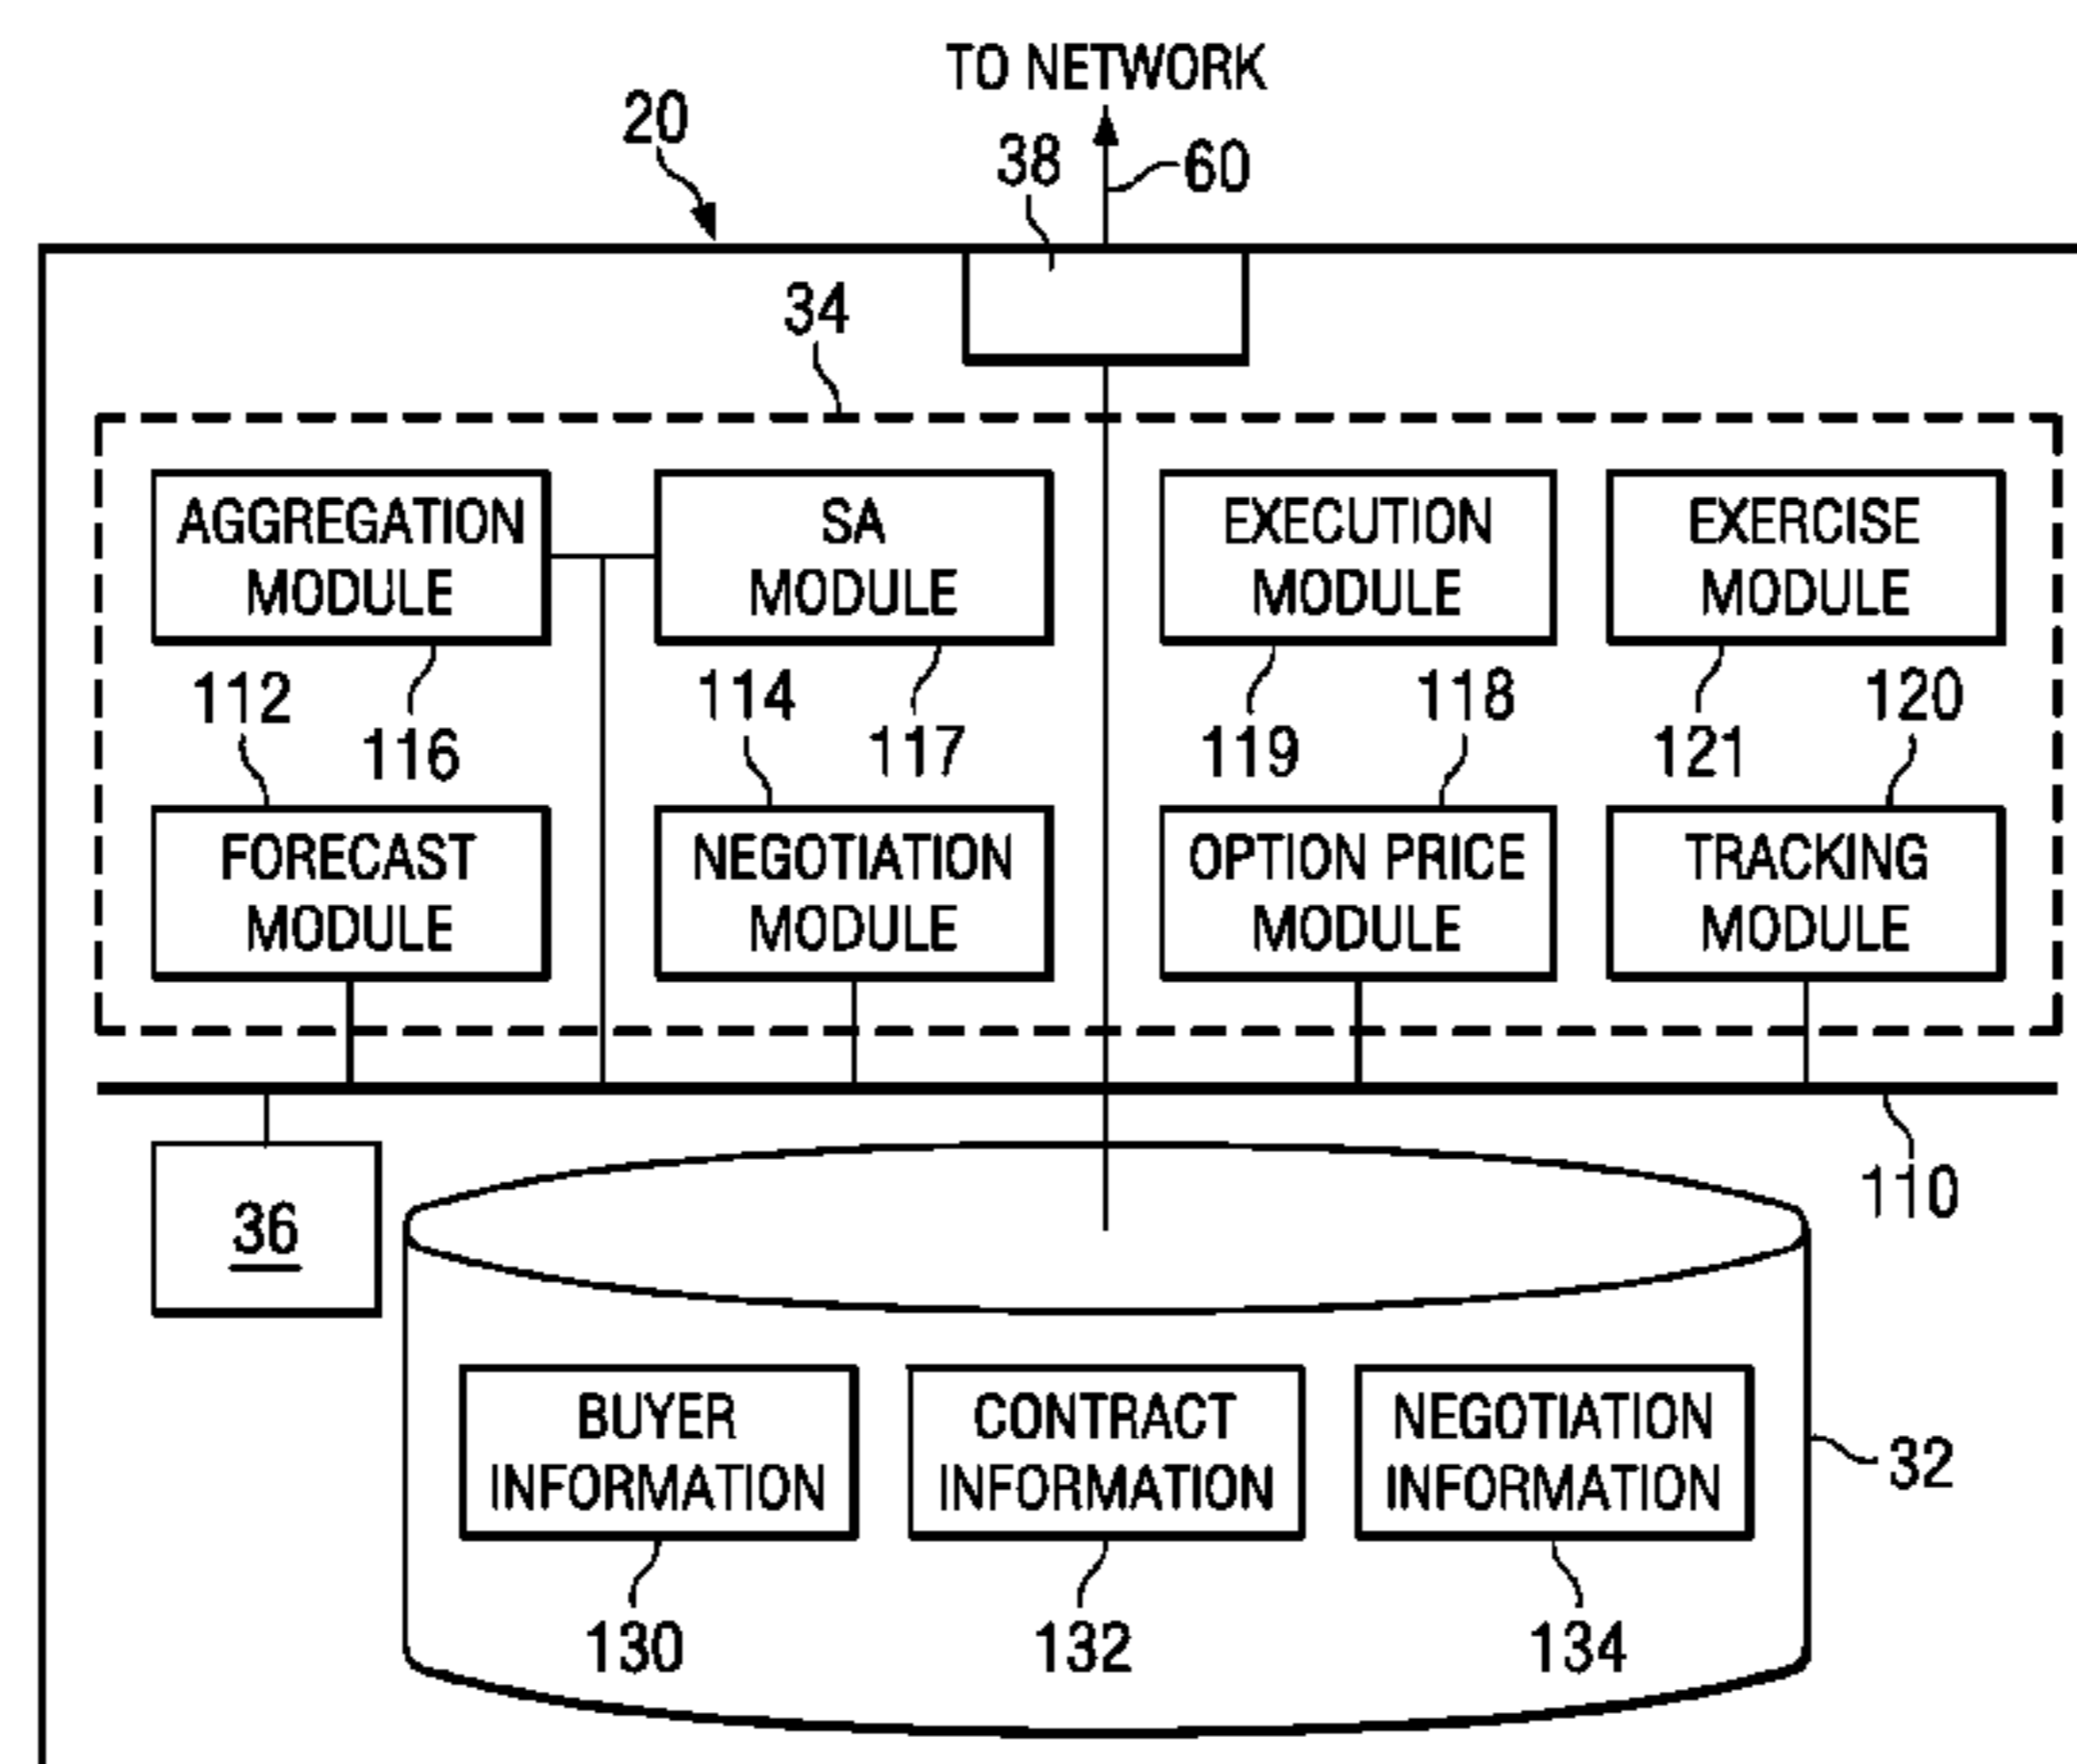 TO NETWORK
20
38
60
34
AGGREGATION
MODULE
SA
MODULE
EXECUTION
MODULE
EXERCISE
MODULE
112
116
114
117
119
118
121
120
FORECAST
MODULE
NEGOTIATION
MODULE
OPTION PRICE
MODULE
TRACKING
MODULE
110
36
BUYER
INFORMATION
CONTRACT
INFORMATION
NEGOTIATION
INFORMATION
32
130
132
134